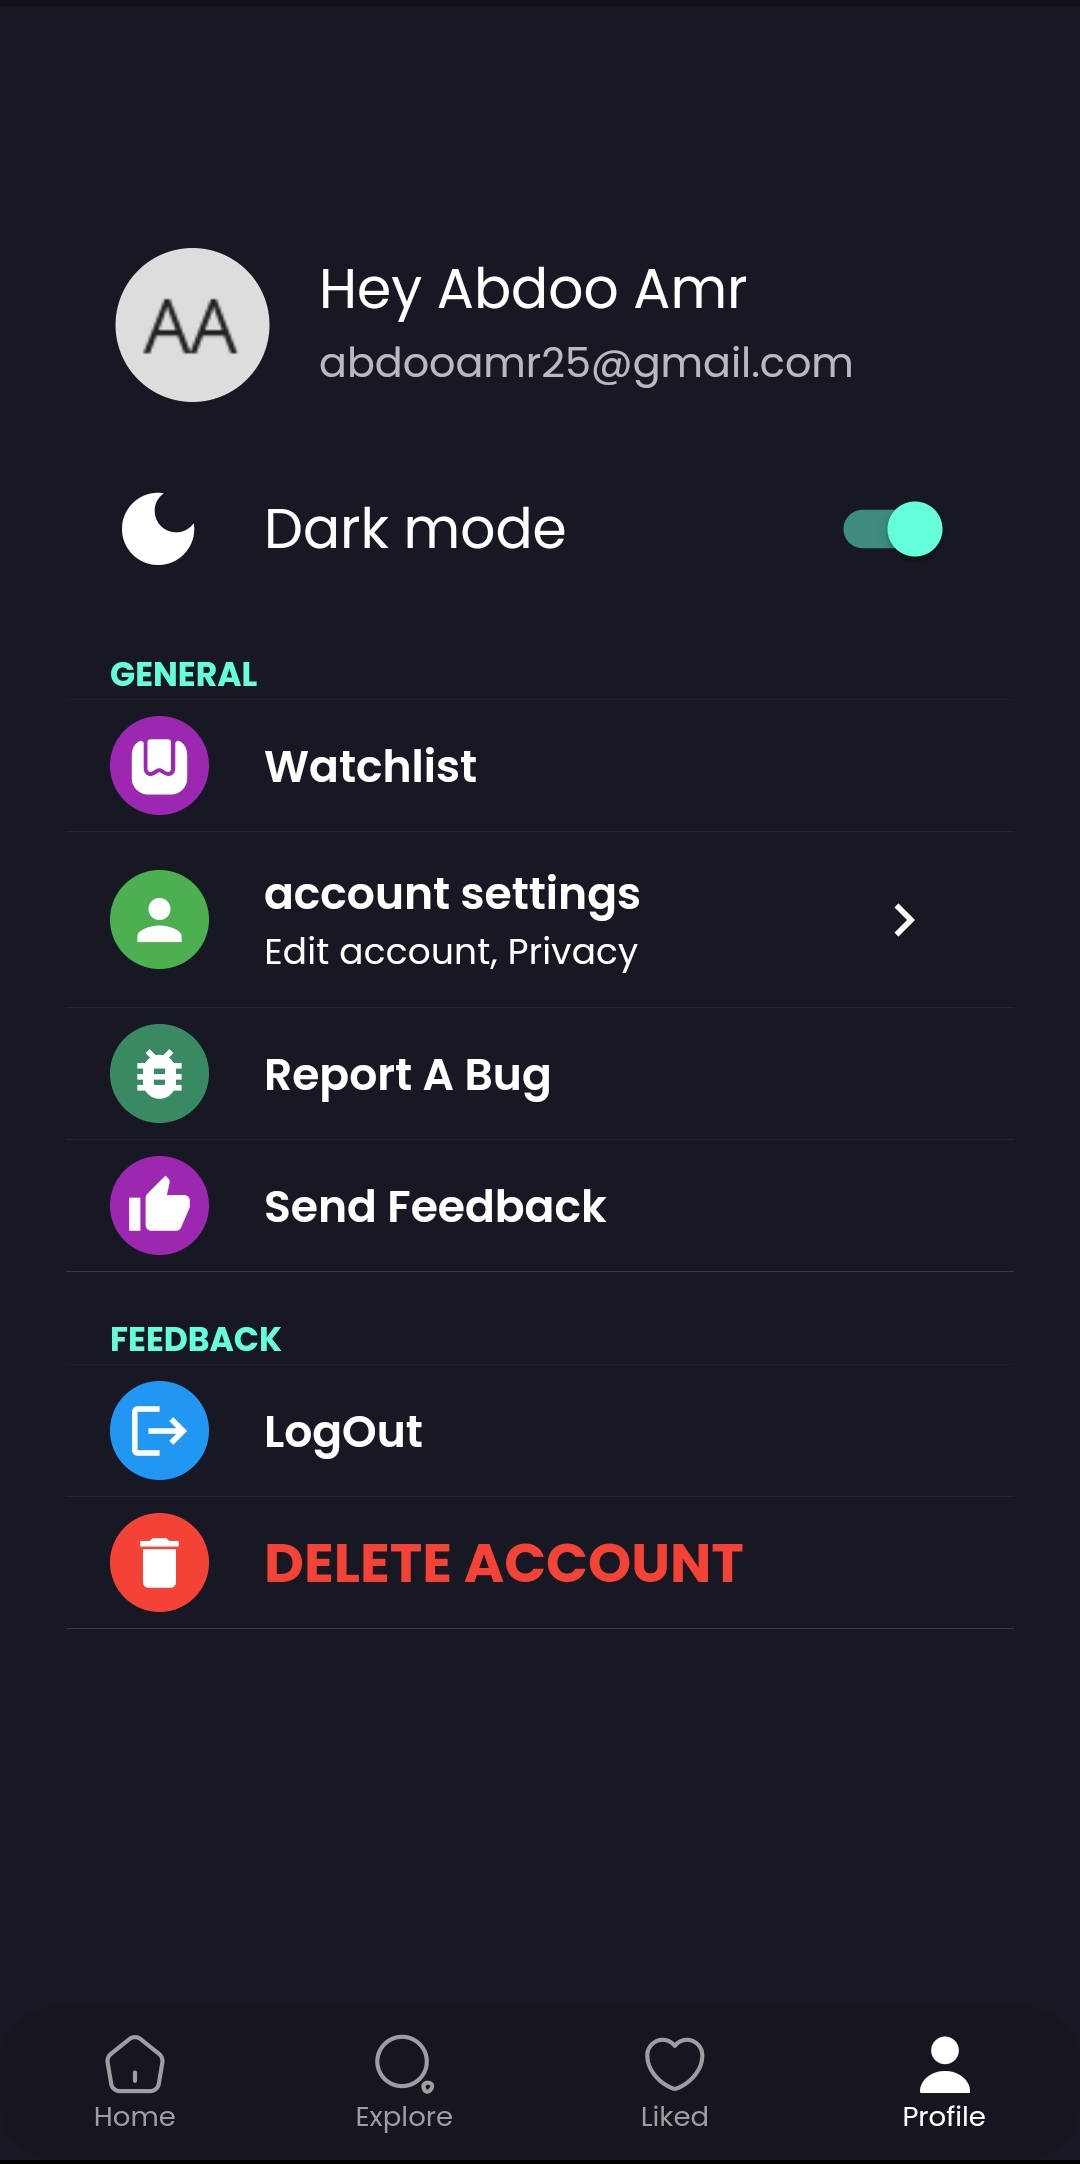 AA
Hey Abdoo Amr
abdooamr25@gmail.com
Dark mode
GENERAL
Watchlist
account settings
Edit account, Privacy
Report A Bug
Send Feedback
FEEDBACK
LogOut
DELETE ACCOUNT
Home Explore Liked Profile